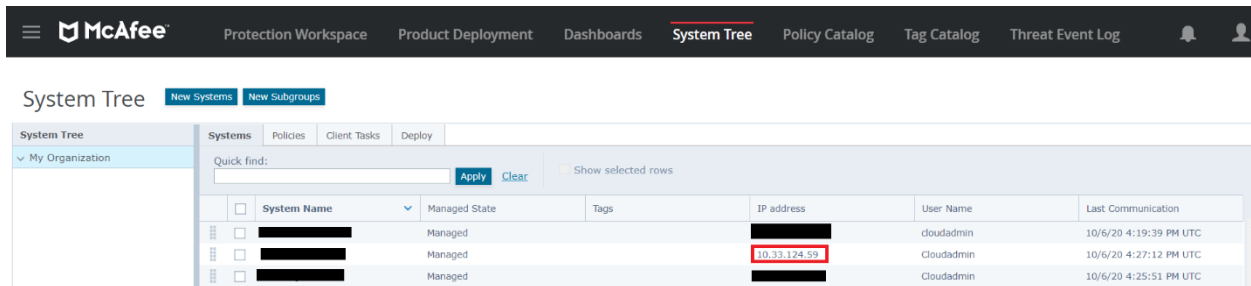 McAfee™ Protection Workspace Product Deployment Dashboards System Tree Policy Catalog Tag Catalog Threat Event Log
System Tree New Systems New Subgroups
System Tree Systems Policies Client Tasks Deploy
My Organization
Quick find:
Apply Clear Show selected rows
System Name Managed State Tags IP address User Name Last Communication
Managed cloudadmin 10/6/20 4:19:39 PM UTC
Managed 10.33.124.59 Cloudadmin 10/6/20 4:27:12 PM UTC
Managed Cloudadmin 10/6/20 4:25:51 PM UTC